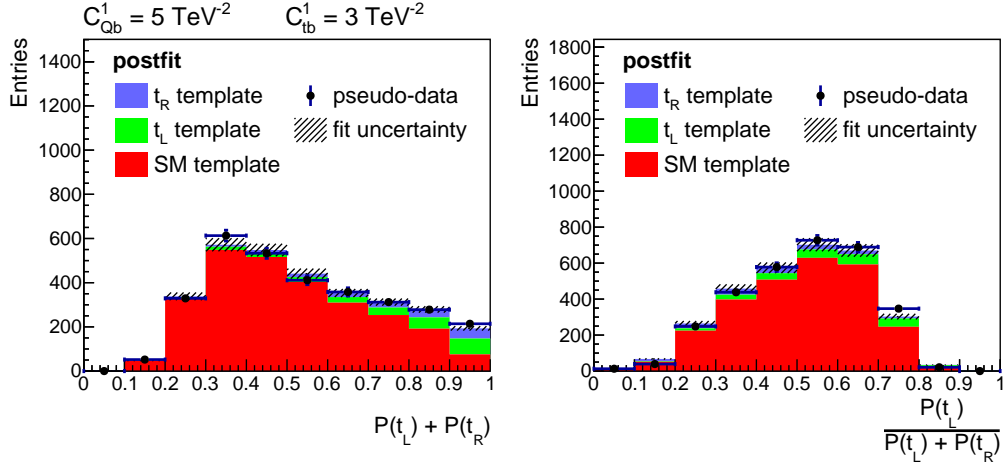 C¹_Qb = 5 TeV⁻² C¹_tb = 3 TeV⁻²
Entries
1400
1200
1000
800
600
400
200
0
postfit
t_R template
t_L template
SM template
pseudo-data
fit uncertainty
0 0.1 0.2 0.3 0.4 0.5 0.6 0.7 0.8 0.9 1
P(t_L) + P(t_R)
Entries
1800
1600
1400
1200
1000
800
600
400
200
0
postfit
t_R template
t_L template
SM template
pseudo-data
fit uncertainty
0 0.1 0.2 0.3 0.4 0.5 0.6 0.7 0.8 0.9 1
P(t_L)
P(t_L) + P(t_R)